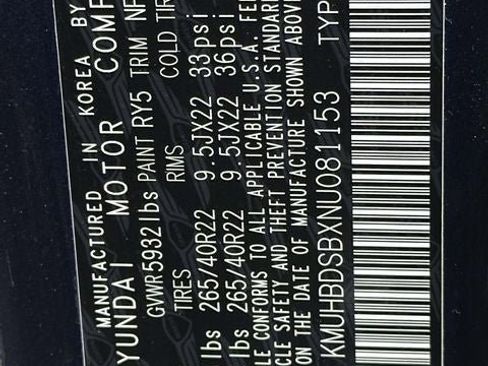 MANUFACTURED IN KOREA BY
YUNDAI MOTOR COMP
GVWR 5932 lbs PAINT RY5 TRIM NF
TIRES RIMS COLD TIR
lbs 265/40R22 9.5JX22 33psi
lbs 265/40R22 9.5JX22 36psi
LE CONFORMS TO ALL APPLICABLE U.S.A. FE
CLE SAFETY AND THEFT PREVENTION STANDAR
ON THE DATE OF MANUFACTURE SHOWN ABOV
KMUHBDSBXNU081153 TYP